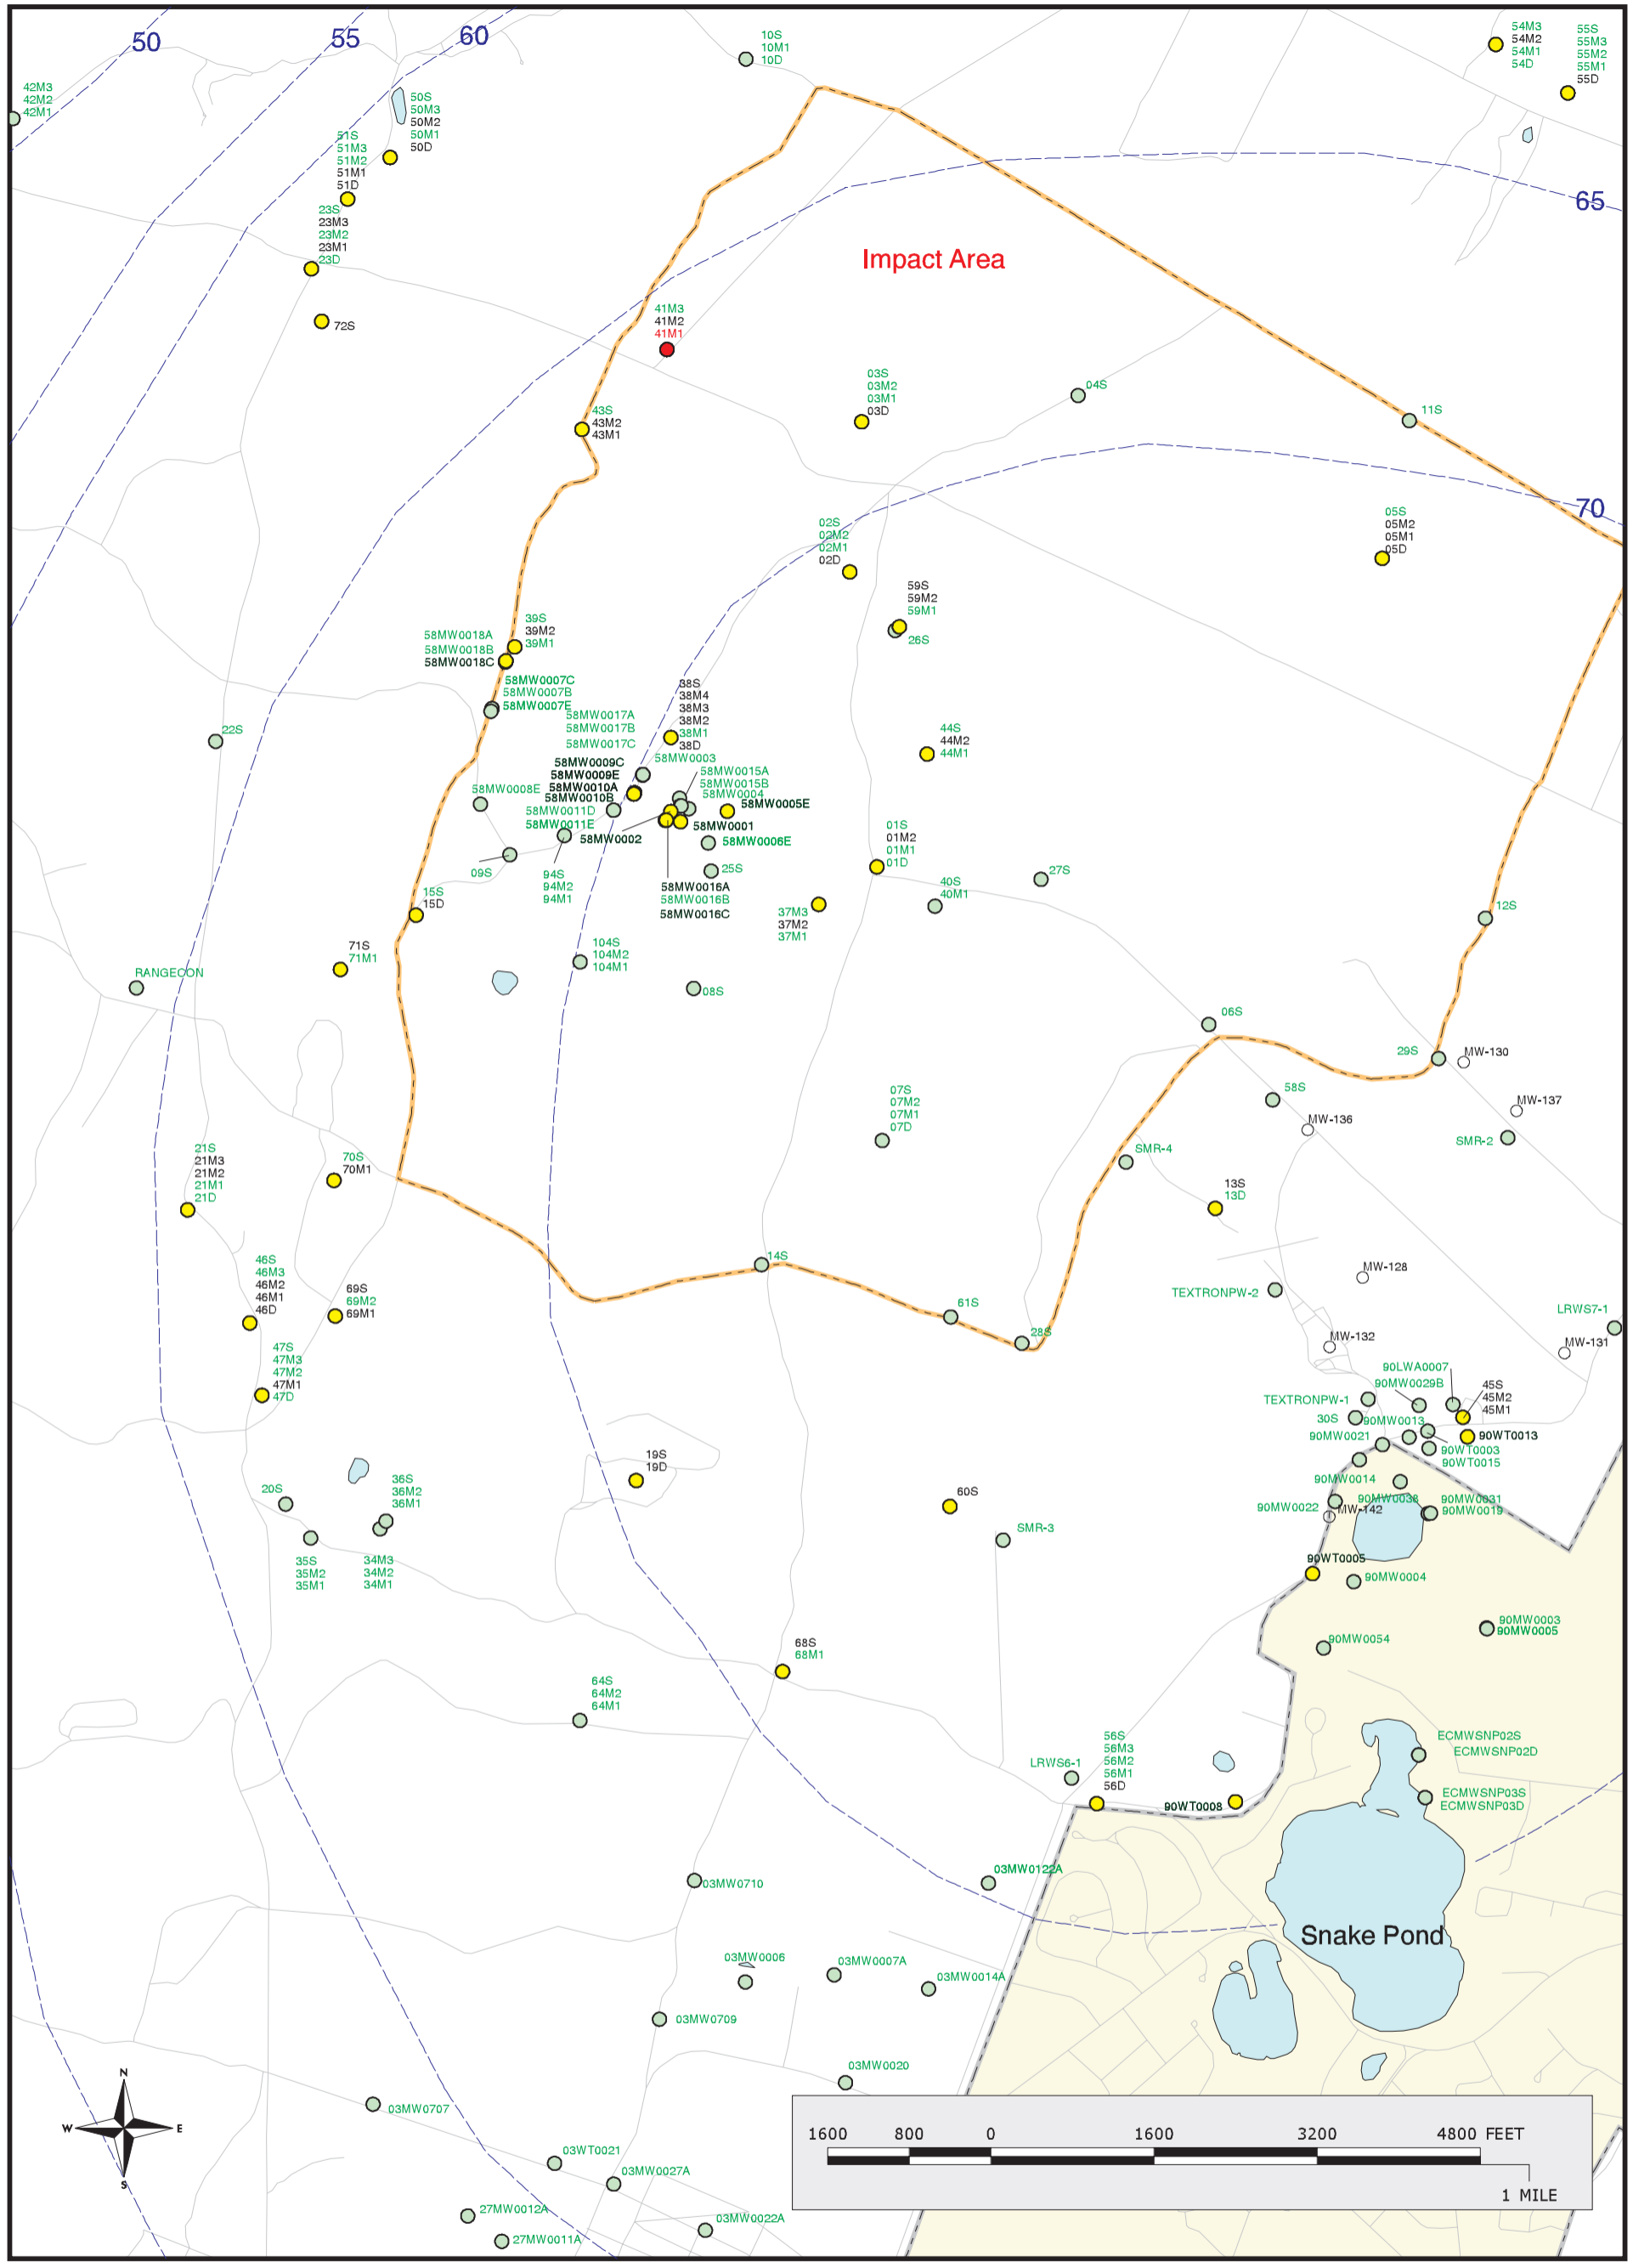 50
55
60
10S
10M1
10D
54M3
54M2
54M1
54D
55S
55M3
55M2
55M1
55D
42M3
42M2
42M1
50S
50M3
50M2
50M1
50D
51S
51M3
51M2
51M1
51D
65
23S
23M3
23M2
23M1
23D
Impact Area
72S
41M3
41M2
41M1
03S
03M2
03M1
03D
04S
11S
43S
43M2
43M1
70
02S
02M2
02M1
02D
05S
05M2
05M1
05D
59S
59M2
59M1
26S
39S
39M2
39M1
58MW0018A
58MW0018B
58MW0018C
58MW0007C
58MW0007B
58MW0007E
38S
38M4
38M3
38M2
38M1
38D
58MW0017A
58MW0017B
58MW0017C
22S
44S
44M2
44M1
58MW0003
58MW0009C
58MW0009E
58MW0010A
58MW0010B
58MW0011D
58MW0011E
58MW0015A
58MW0015B
58MW0004
58MW0008E
58MW0005E
58MW0001
58MW0002
58MW0006E
01S
01M2
01M1
01D
09S
94S
94M2
94M1
25S
27S
58MW0016A
58MW0016B
58MW0016C
40S
40M1
15S
15D
37M3
37M2
37M1
12S
71S
71M1
104S
104M2
104M1
RANGECON
08S
06S
29S
MW-130
58S
07S
07M2
07M1
07D
MW-137
MW-136
SMR-2
SMR-4
21S
21M3
21M2
21M1
21D
70S
70M1
13S
13D
14S
46S
46M3
46M2
46M1
46D
69S
69M2
69M1
MW-128
TEXTRONPW-2
LRWS7-1
61S
28S
MW-132
MW-131
47S
47M3
47M2
47M1
47D
90LWA0007
90MW0029B
45S
45M2
45M1
TEXTRONPW-1
30S
90MW0013
90MW0021
90WT0013
90WT0003
90WT0015
19S
19D
20S
36S
36M2
36M1
90MW0014
60S
90MW0022
90MW0038
90MW0031
90MW0019
MW-142
SMR-3
35S
35M2
35M1
34M3
34M2
34M1
90WT0005
90MW0004
90MW0003
90MW0005
90MW0054
68S
68M1
64S
64M2
64M1
56S
56M3
56M2
56M1
56D
LRWS6-1
ECMWSNP02S
ECMWSNP02D
90WT0008
ECMWSNP03S
ECMWSNP03D
03MW0710
03MW0122A
Snake Pond
03MW0006
03MW0007A
03MW0014A
03MW0709
03MW0020
N
W
E
S
03MW0707
1600
800
0
1600
3200
4800 FEET
1 MILE
03WT0021
03MW0027A
27MW0012A
03MW0022A
27MW0011A